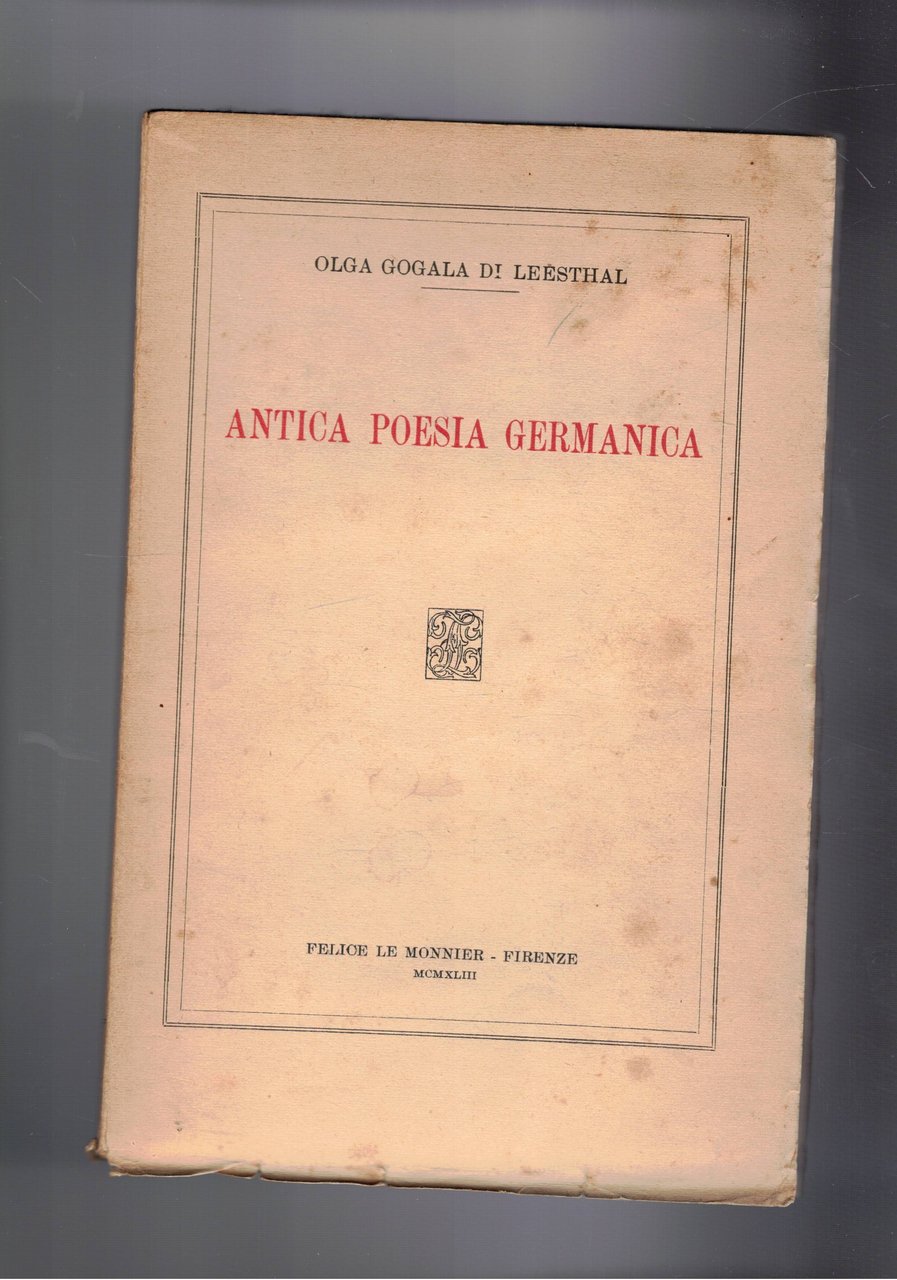 OLGA GOGALA DI LEESTHAL
ANTICA POESIA GERMANICA
FELICE LE MONNIER - FIRENZE
MCMXLIII